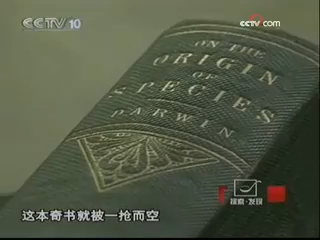 CCTV 10
cctv.com
ON THE
ORIGIN
OF
SPECIES
DARWIN
探索·发现
这本奇书就被一抢而空